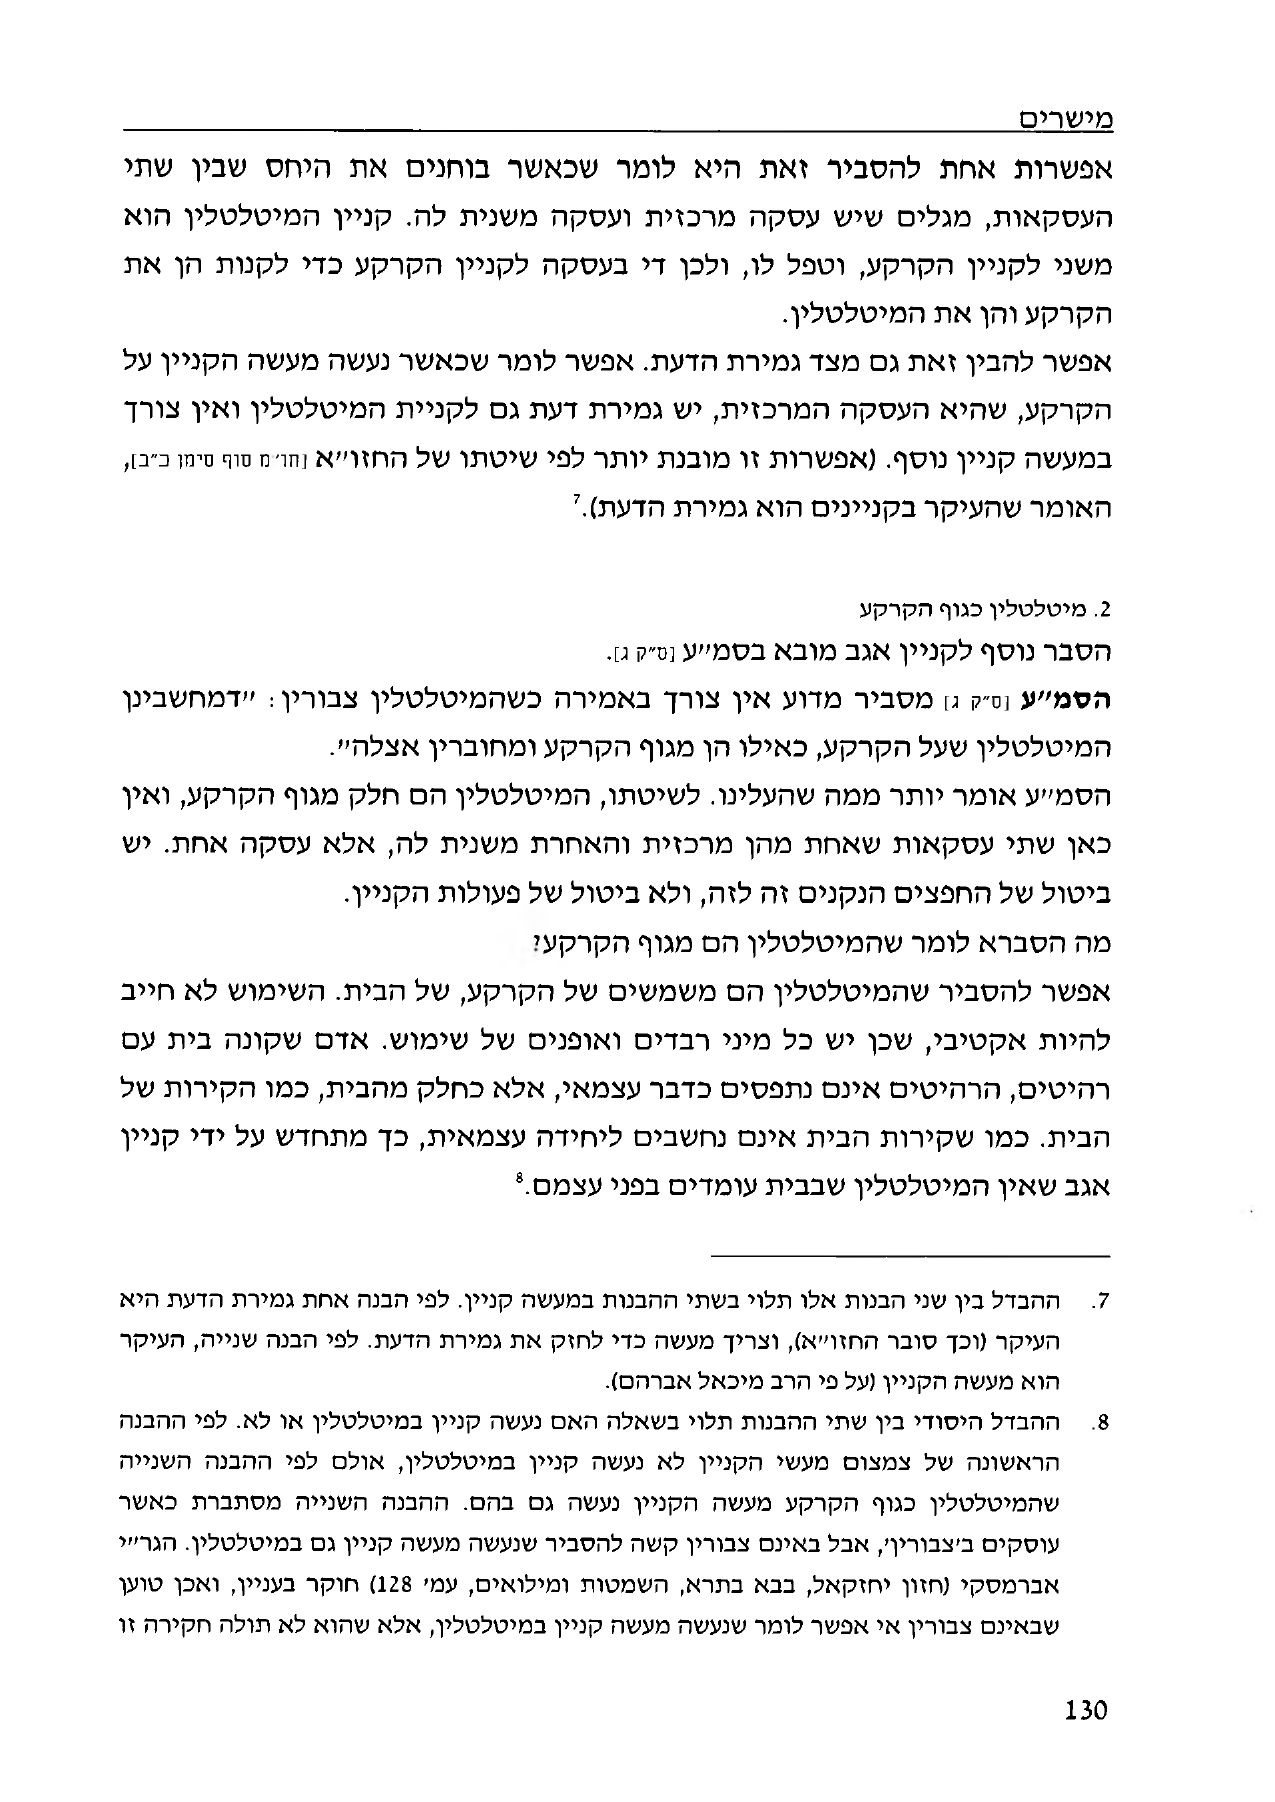 מישרים
אפשרות אחת להסביר זאת היא לומר שכאשר בוחנים את היחס שבין שתי
העסקאות, מגלים שיש עסקה מרכזית ועסקה משנית לה. קניין המיטלטלין הוא
משני לקניין הקרקע, וטפל לו, ולכן די בעסקה לקניין הקרקע כדי לקנות הן את
הקרקע והן את המיטלטלין.
אפשר להבין זאת גם מצד גמירת הדעת. אפשר לומר שכאשר נעשה מעשה הקניין על
הקרקע, שהיא העסקה המרכזית, יש גמירת דעת גם לקניית המיטלטלין ואין צורך
במעשה קניין נוסף. (אפשרות זו מובנת יותר לפי שיטתו של החזו״א [חו״מ סוף סימן כ״ב],
האומר שהעיקר בקניינים הוא גמירת הדעת).7
2. מיטלטלין כגוף הקרקע
הסבר נוסף לקניין אגב מובא בסמ״ע [ס״ק ג].
הסמ״ע [ס״ק ג] מסביר מדוע אין צורך באמירה כשהמיטלטלין צבורין: ״דמחשבינן
המיטלטלין שעל הקרקע, כאילו הן מגוף הקרקע ומחוברין אצלה״.
הסמ״ע אומר יותר ממה שהעלינו. לשיטתו, המיטלטלין הם חלק מגוף הקרקע, ואין
כאן שתי עסקאות שאחת מהן מרכזית והאחרת משנית לה, אלא עסקה אחת. יש
ביטול של החפצים הנקנים זה לזה, ולא ביטול של פעולות הקניין.
מה הסברא לומר שהמיטלטלין הם מגוף הקרקע?
אפשר להסביר שהמיטלטלין הם משמשים של הקרקע, של הבית. השימוש לא חייב
להיות אקטיבי, שכן יש כל מיני רבדים ואופנים של שימוש. אדם שקונה בית עם
רהיטים, הרהיטים אינם נתפסים כדבר עצמאי, אלא כחלק מהבית, כמו הקירות של
הבית. כמו שקירות הבית אינם נחשבים ליחידה עצמאית, כך מתחדש על ידי קניין
אגב שאין המיטלטלין שבבית עומדים בפני עצמם.8
7. ההבדל בין שני הבנות אלו תלוי בשתי ההבנות במעשה קניין. לפי הבנה אחת גמירת הדעת היא
העיקר (וכך סובר החזו״א), וצריך מעשה כדי לחזק את גמירת הדעת. לפי הבנה שנייה, העיקר
הוא מעשה הקניין (על פי הרב מיכאל אברהם).
8. ההבדל היסודי בין שתי ההבנות תלוי בשאלה האם נעשה קניין במיטלטלין או לא. לפי ההבנה
הראשונה של צמצום מעשי הקניין לא נעשה קניין במיטלטלין, אולם לפי ההבנה השנייה
שהמיטלטלין כגוף הקרקע מעשה הקניין נעשה גם בהם. ההבנה השנייה מסתברת כאשר
עוסקים ב׳צבורין׳, אבל באינם צבורין קשה להסביר שנעשה מעשה קניין גם במיטלטלין. הגר״י
אברמסקי (חזון יחזקאל, בבא בתרא, השמטות ומילואים, עמ׳ 128) חוקר בעניין, ואכן טוען
שבאינם צבורין אי אפשר לומר שנעשה מעשה קניין במיטלטלין, אלא שהוא לא תולה חקירה זו
130